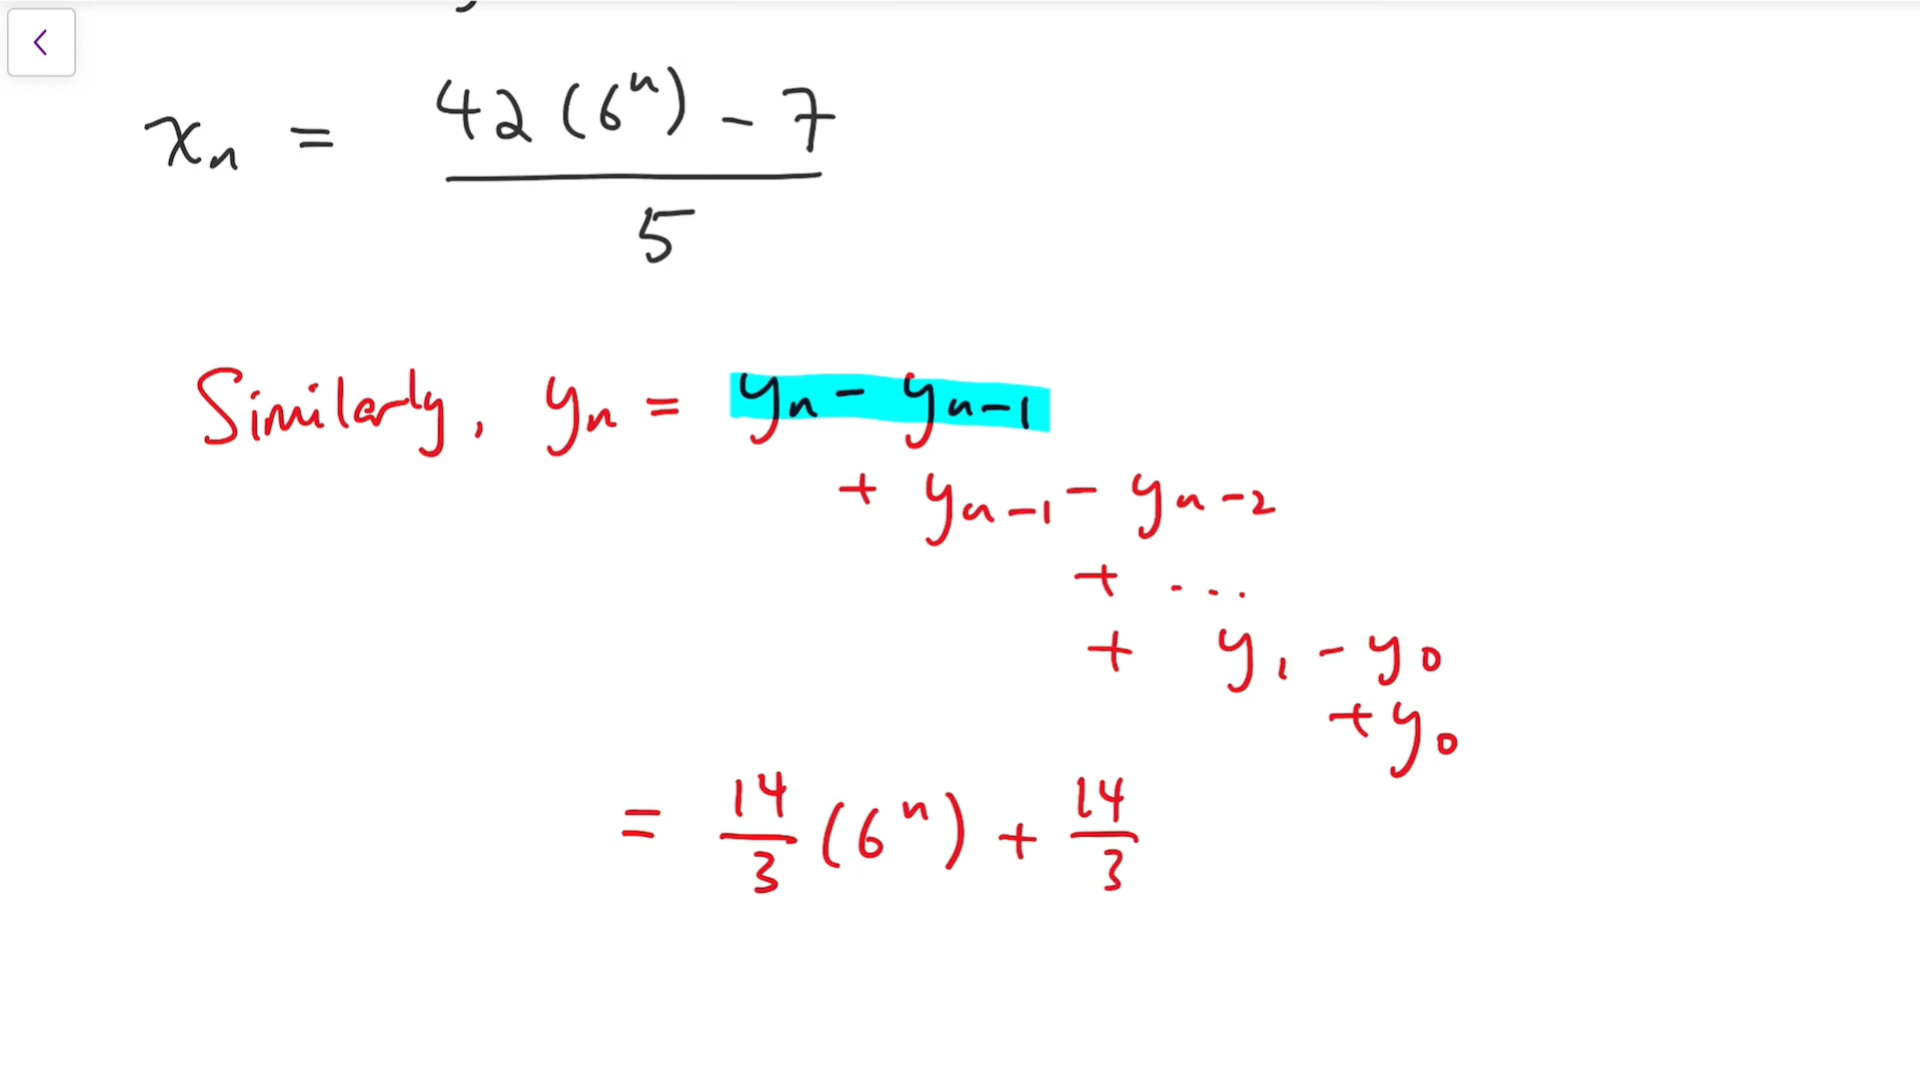 xₙ = (42(6ⁿ) - 7) / 5
Similarly, yₙ = yₙ - yₙ₋₁
+ yₙ₋₁ - yₙ₋₂
+ ...
+ y₁ - y₀
+ y₀
= 14/3 (6ⁿ) + 14/3